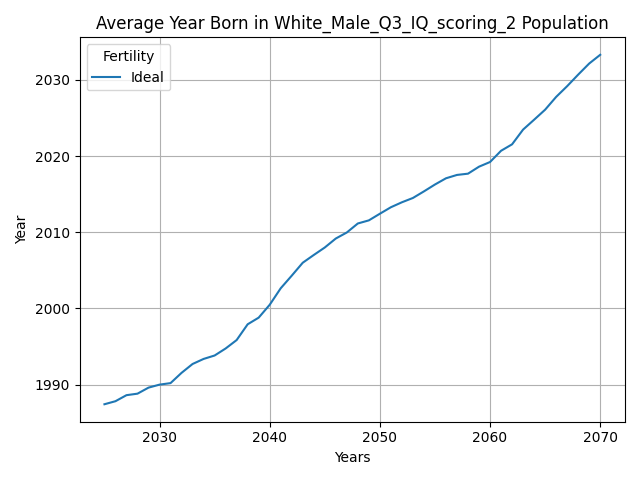 Average Year Born in White_Male_Q3_IQ_scoring_2 Population
Fertility
Ideal
2030
2020
2010
2000
1990
Year
2030 2040 2050 2060 2070
Years